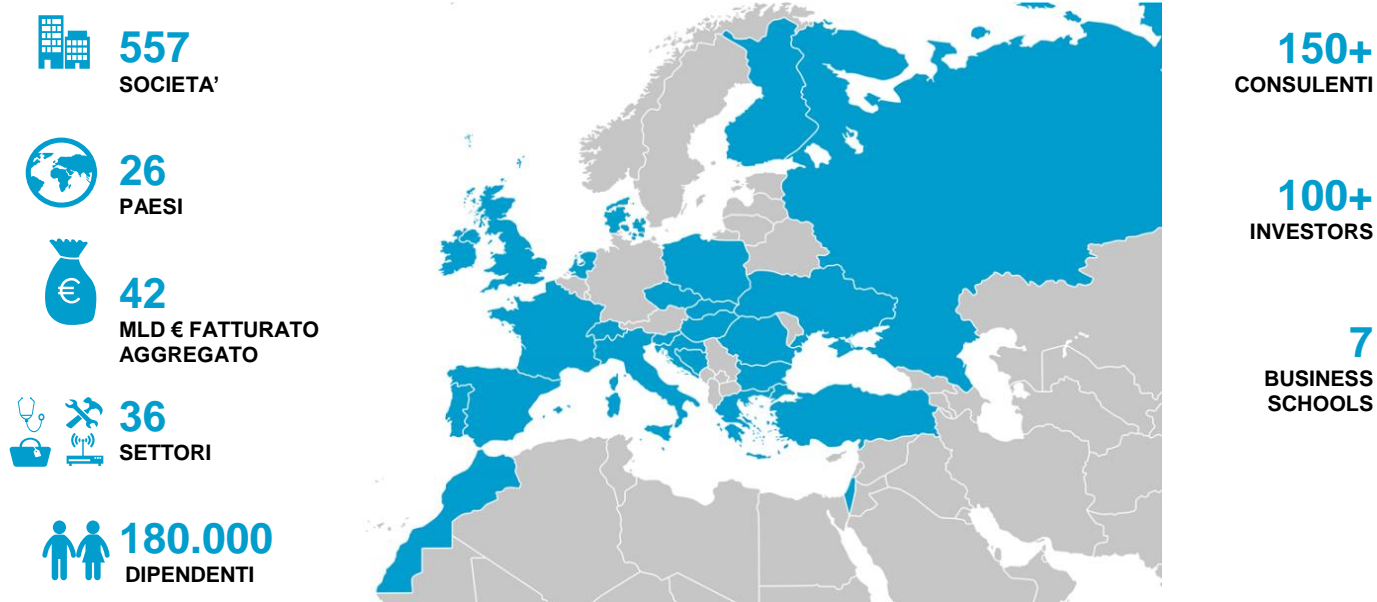 557
SOCIETA’
26
PAESI
€
42
MLD € FATTURATO
AGGREGATO
36
SETTORI
180.000
DIPENDENTI
150+
CONSULENTI
100+
INVESTORS
7
BUSINESS
SCHOOLS